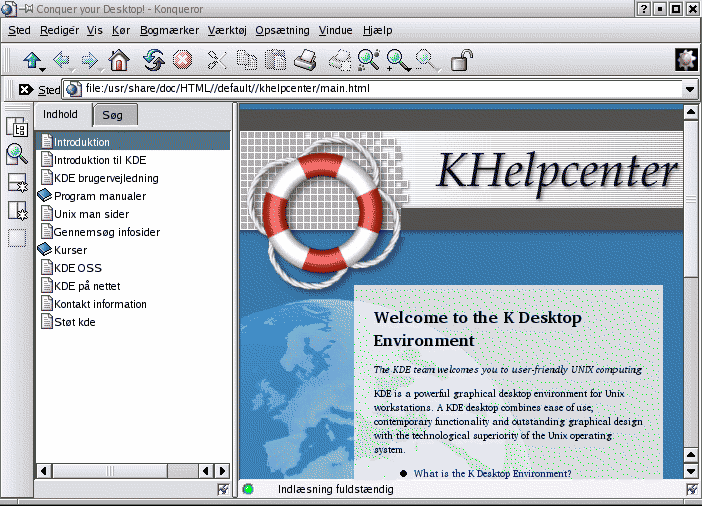 Conquer your Desktop! - Konqueror
Sted Redigér Vis Kør Bogmærker Værktøj Opsætning Vindue Hjælp
Sted file:/usr/share/doc/HTML//default//khelpcenter/main.html
Indhold Søg
Introduktion
Introduktion til KDE
KDE brugervejledning
Program manualer
Unix man sider
Gennemsøg infosider
Kurser
KDE OSS
KDE på nettet
Kontakt information
Støt kde
KHelpcenter
Welcome to the K Desktop
Environment
The KDE team welcomes you to user-friendly UNIX computing
KDE is a powerful graphical desktop environment for Unix
workstations. A KDE desktop combines ease of use,
contemporary functionality and outstanding graphical design
with the technological superiority of the Unix operating
system.
What is the K Desktop Environment?
Indlæsning fuldstændig